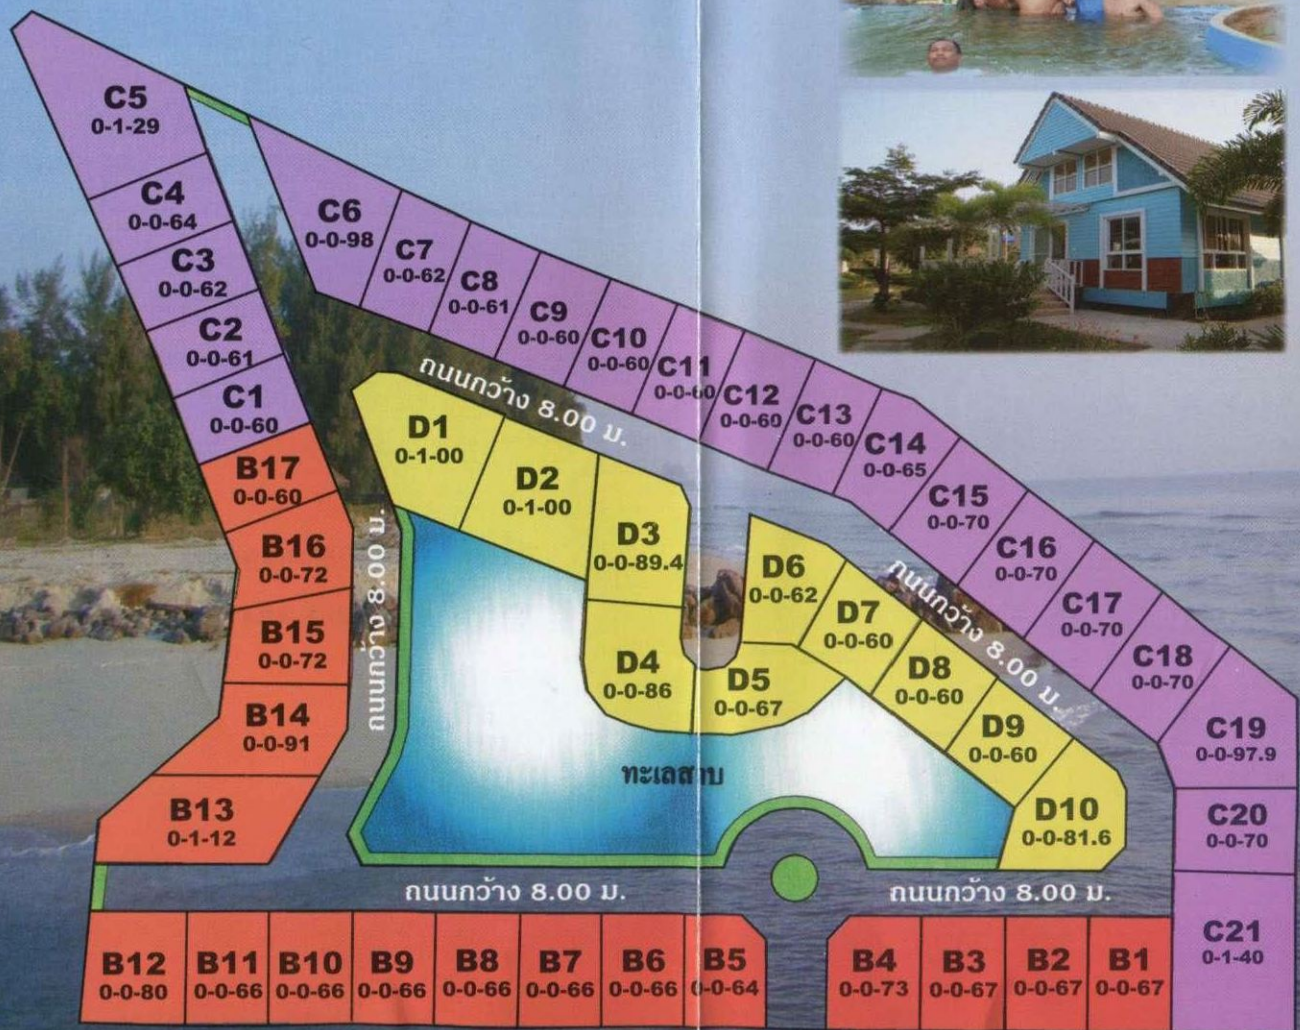 C5
0-1-29
C4
0-0-64
C3
0-0-62
C2
0-0-61
C1
0-0-60
B17
0-0-60
B16
0-0-72
B15
0-0-72
B14
0-0-91
B13
0-1-12
C6
0-0-98
C7
0-0-62
C8
0-0-61
C9
0-0-60
C10
0-0-60
C11
0-0-60
C12
0-0-60
C13
0-0-60
C14
0-0-65
C15
0-0-70
C16
0-0-70
C17
0-0-70
C18
0-0-70
C19
0-0-97.9
C20
0-0-70
C21
0-1-40
ถนนกว้าง 8.00 ม.
ถนนกว้าง 8.00 ม.
ถนนกว้าง 8.00 ม.
D1
0-1-00
D2
0-1-00
D3
0-0-89.4
D4
0-0-86
D5
0-0-67
D6
0-0-62
D7
0-0-60
D8
0-0-60
D9
0-0-60
D10
0-0-81.6
ทะเลสาบ
ถนนกว้าง 8.00 ม.
ถนนกว้าง 8.00 ม.
B12
0-0-80
B11
0-0-66
B10
0-0-66
B9
0-0-66
B8
0-0-66
B7
0-0-66
B6
0-0-66
B5
0-0-64
B4
0-0-73
B3
0-0-67
B2
0-0-67
B1
0-0-67